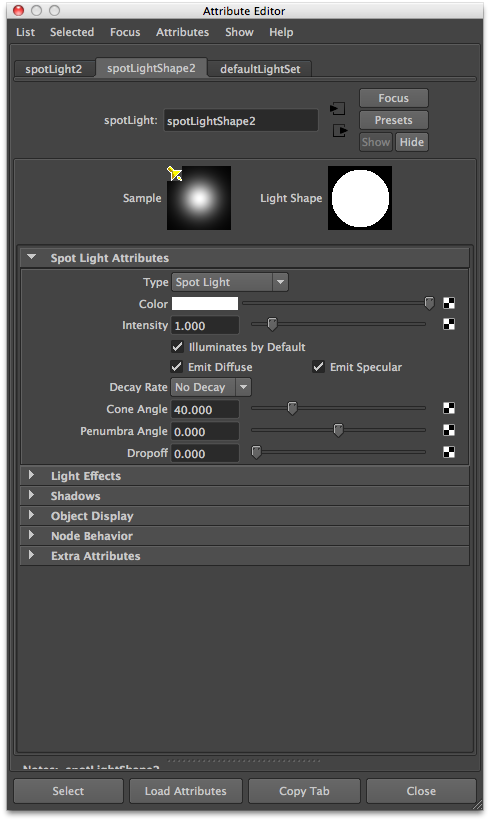 Attribute Editor
List Selected Focus Attributes Show Help
spotLight2 spotLightShape2 defaultLightSet
Focus
spotLight: spotLightShape2
Presets
Show Hide
Sample Light Shape
Spot Light Attributes
Type Spot Light
Color
Intensity 1.000
Illuminates by Default
Emit Diffuse Emit Specular
Decay Rate No Decay
Cone Angle 40.000
Penumbra Angle 0.000
Dropoff 0.000
Light Effects
Shadows
Object Display
Node Behavior
Extra Attributes
Notes: spotLightShape2
Select Load Attributes Copy Tab Close